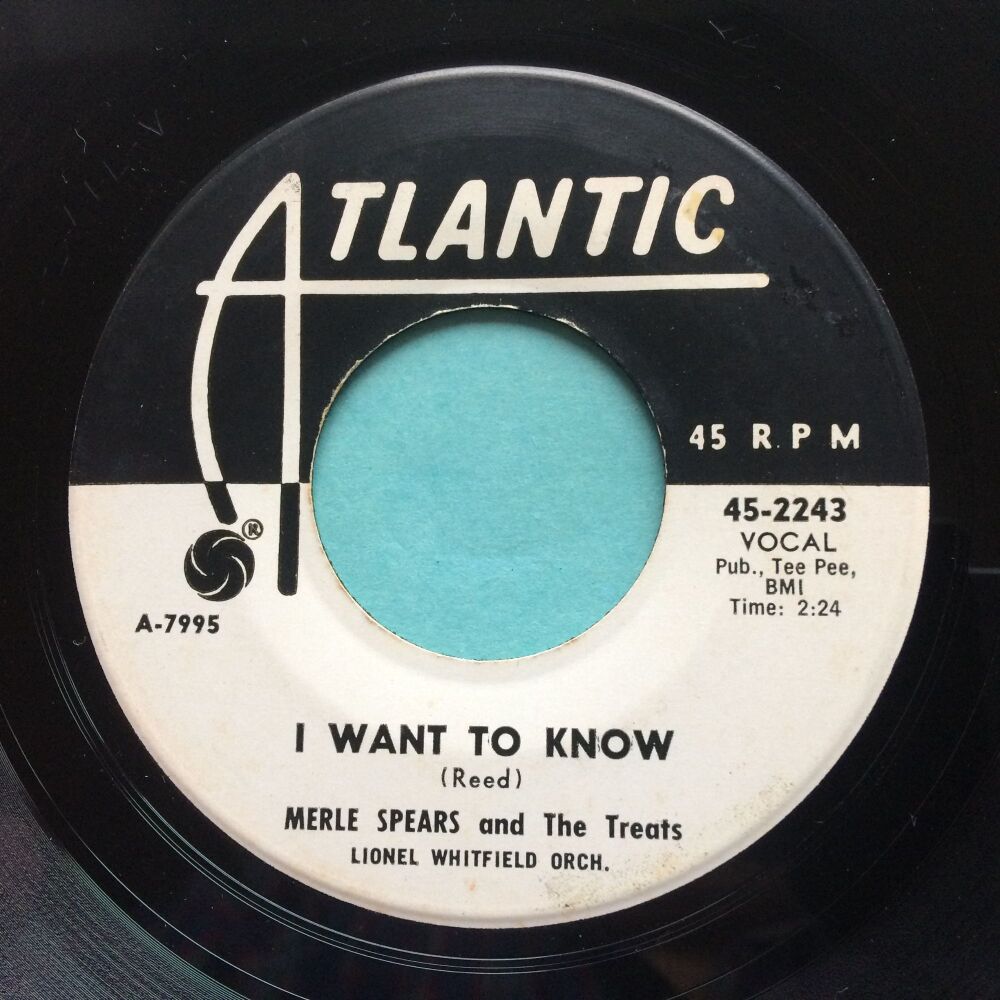 ATLANTIC
45 R.P M
45-2243
VOCAL
Pub., Tee Pee,
BMI
Time: 2:24
®
A-7995
I WANT TO KNOW
(Reed)
MERLE SPEARS and The Treats
LIONEL WHITFIELD ORCH.